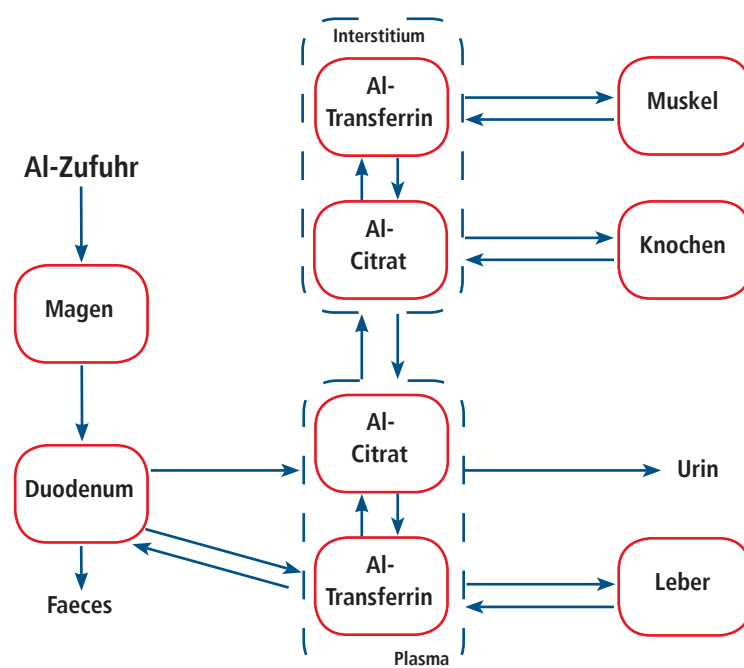 Interstitium
Al-
Transferrin
Muskel
Al-Zufuhr
Al-
Citrat
Knochen
Magen
Al-
Citrat
Duodenum
Urin
Al-
Transferrin
Leber
Faeces
Plasma